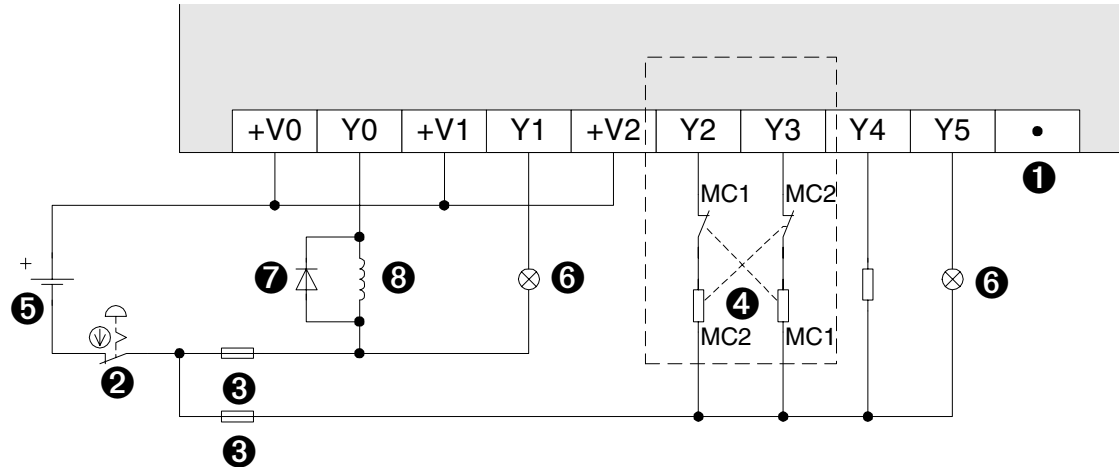 +V0 Y0 +V1 Y1 +V2 Y2 Y3 Y4 Y5 •
❶
MC1 MC2
+
❺ ❼ ❽ ❻ ❹ ❻
MC2 MC1
❷ ❸
❸